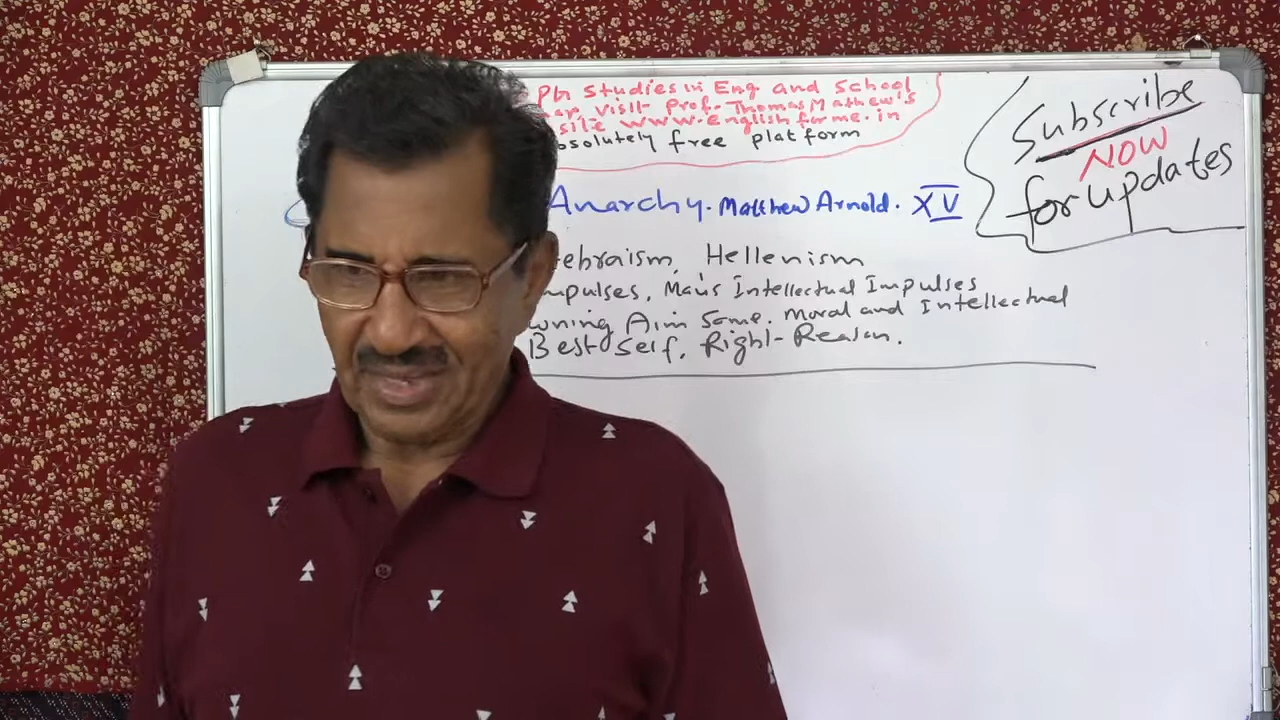 Ph Studies in Eng and School
visit Prof. Thomas Mathew's
site www.englishforme.in
bsolutely free platform
Subscribe
NOW
for updates
Anarchy. Matthew Arnold. XV
ebraism, Hellenism
mpulses, Man's Intellectual Impulses
wning Aim Same. Moral and Intellectual
Best Self, Right-Reason.